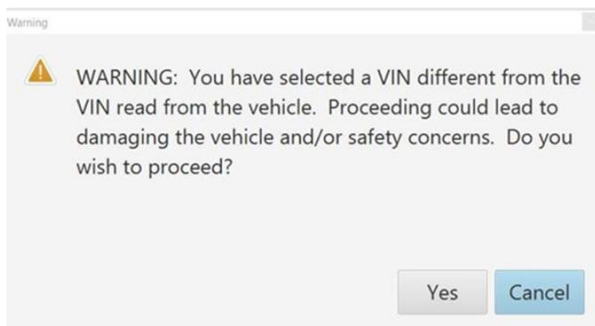 Warning
WARNING:  You have selected a VIN different from the
VIN read from the vehicle.  Proceeding could lead to
damaging the vehicle and/or safety concerns.  Do you
wish to proceed?
Yes
Cancel